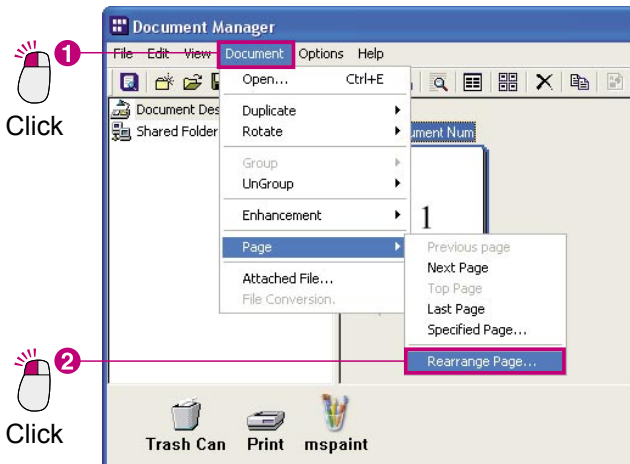 Document Manager
1
File Edit View Document Options Help
Click
Open... Ctrl+E
Document Des
Duplicate
Shared Folder
Rotate
ument Num
Group
UnGroup
Enhancement
1
Page
Previous page
Next Page
Attached File...
Top Page
File Conversion.
Last Page
Specified Page...
2
Rearrange Page...
Click
Trash Can Print mspaint